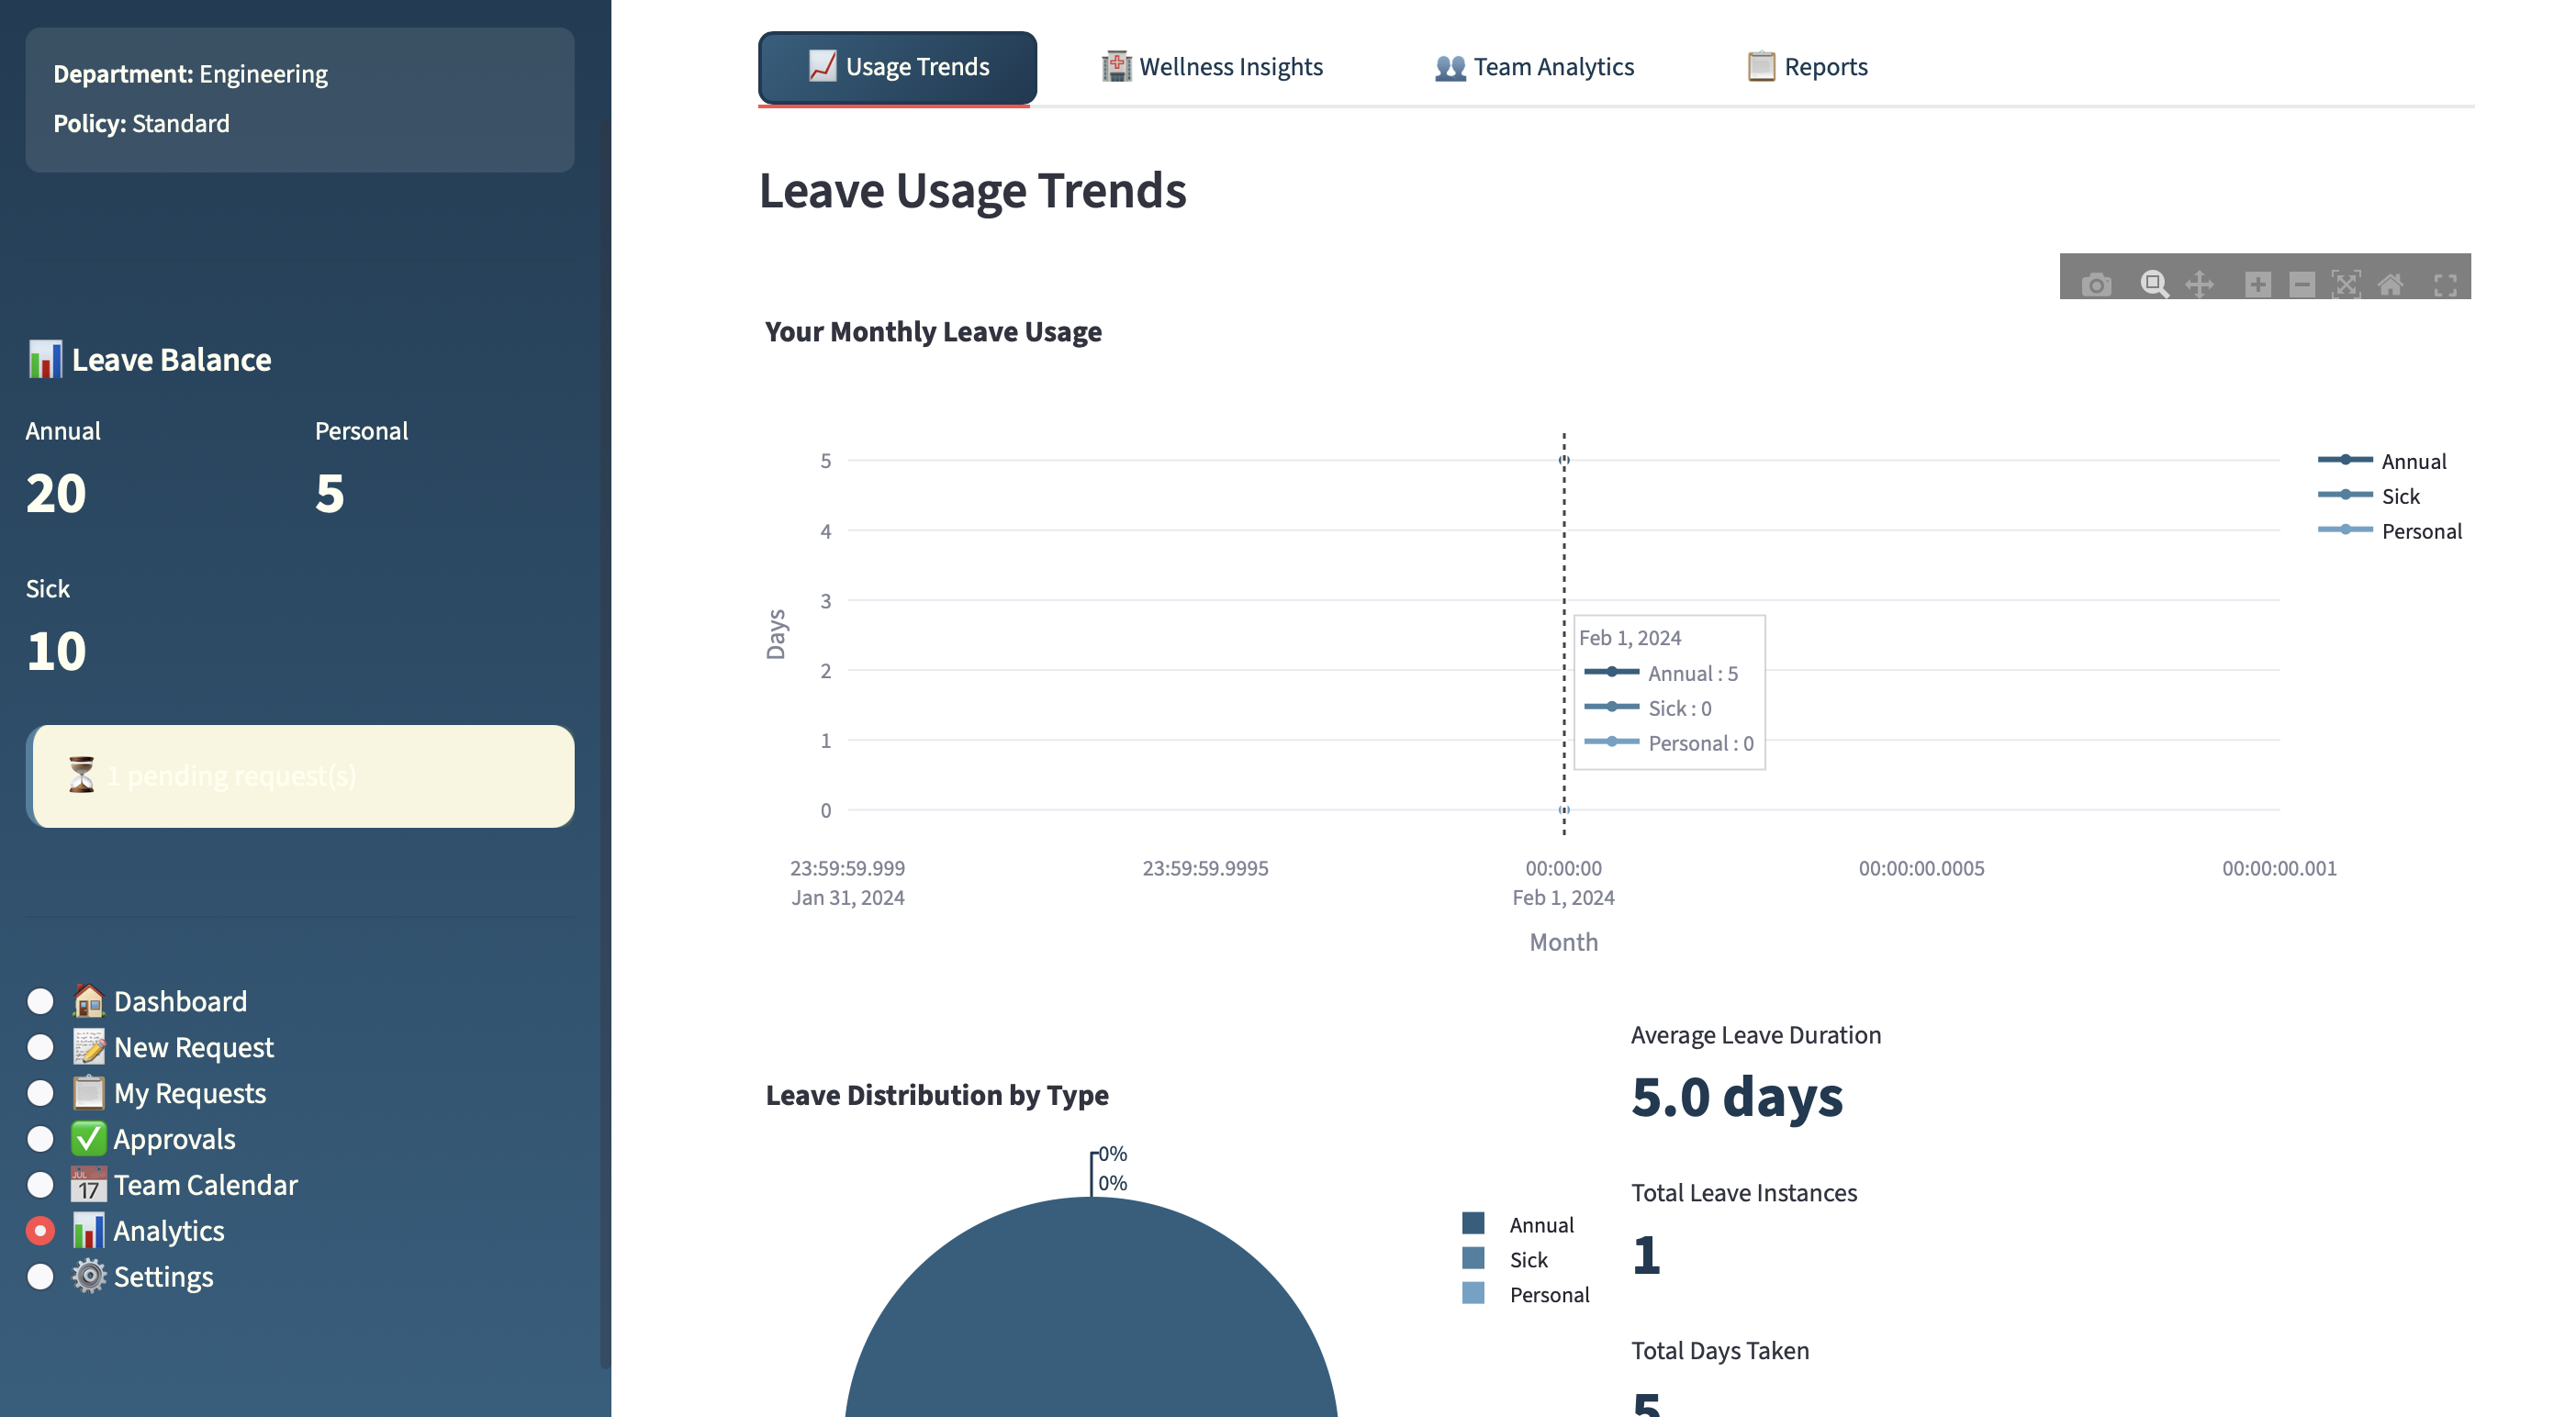 Department: Engineering
Policy: Standard
Leave Balance
Annual
Personal
20
5
Sick
10
1 pending request(s)
Dashboard
New Request
My Requests
Approvals
JUL
17
Team Calendar
Analytics
Settings
Usage Trends
Wellness Insights
Team Analytics
Reports
Leave Usage Trends
Your Monthly Leave Usage
Days
5
4
3
2
1
0
Feb 1, 2024
Annual : 5
Sick : 0
Personal : 0
Annual
Sick
Personal
23:59:59.999
Jan 31, 2024
23:59:59.9995
00:00:00
Feb 1, 2024
00:00:00.0005
00:00:00.001
Month
Leave Distribution by Type
0%
0%
Annual
Sick
Personal
Average Leave Duration
5.0 days
Total Leave Instances
1
Total Days Taken
5